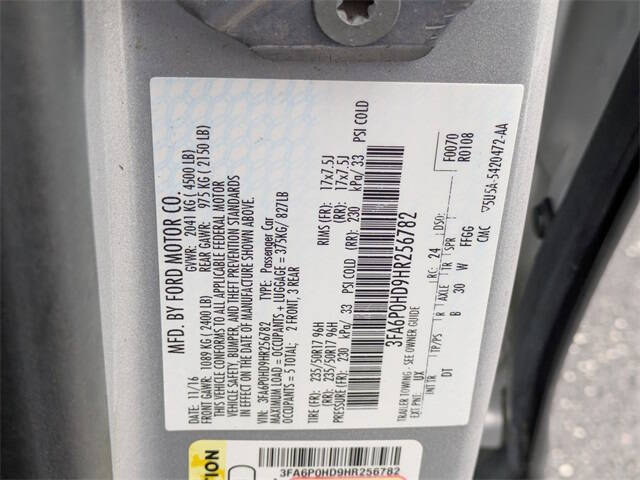 MFD. BY FORD MOTOR CO.
DATE: 11/16 GVWR: 2041 KG (4500 LB)
FRONT GAWR: 1089 KG (2400 LB) REAR GAWR: 975 KG (2150 LB)
THIS VEHICLE CONFORMS TO ALL APPLICABLE FEDERAL MOTOR
VEHICLE SAFETY, BUMPER, AND THEFT PREVENTION STANDARDS
IN EFFECT ON THE DATE OF MANUFACTURE SHOWN ABOVE.
VIN: 3FA6P0HD9HR256782 TYPE: Passenger Car
MAXIMUM LOAD = OCCUPANTS + LUGGAGE = 375KG/ 827LB
OCCUPANTS = 5 TOTAL; 2 FRONT, 3 REAR
TIRE (FR): 235/50R17 96H RIMS (FR): 17x7.5J
(RR): 235/50R17 96H (RR): 17x7.5J
PRESSURE (FR): 230 kPa/ 33 PSI COLD (RR): 230 kPa/ 33 PSI COLD
3FA6P0HD9HR256782
TRAILER TOWING - SEE OWNER GUIDE
F0070
R0108
EXT PNT: UX RC: 24 DSO:
INT TR TP/PS R AXLE TR SPR
DT B 30 W FFGG
CMC ▽5U5A-5420472-AA
3FA6P0HD9HR256782